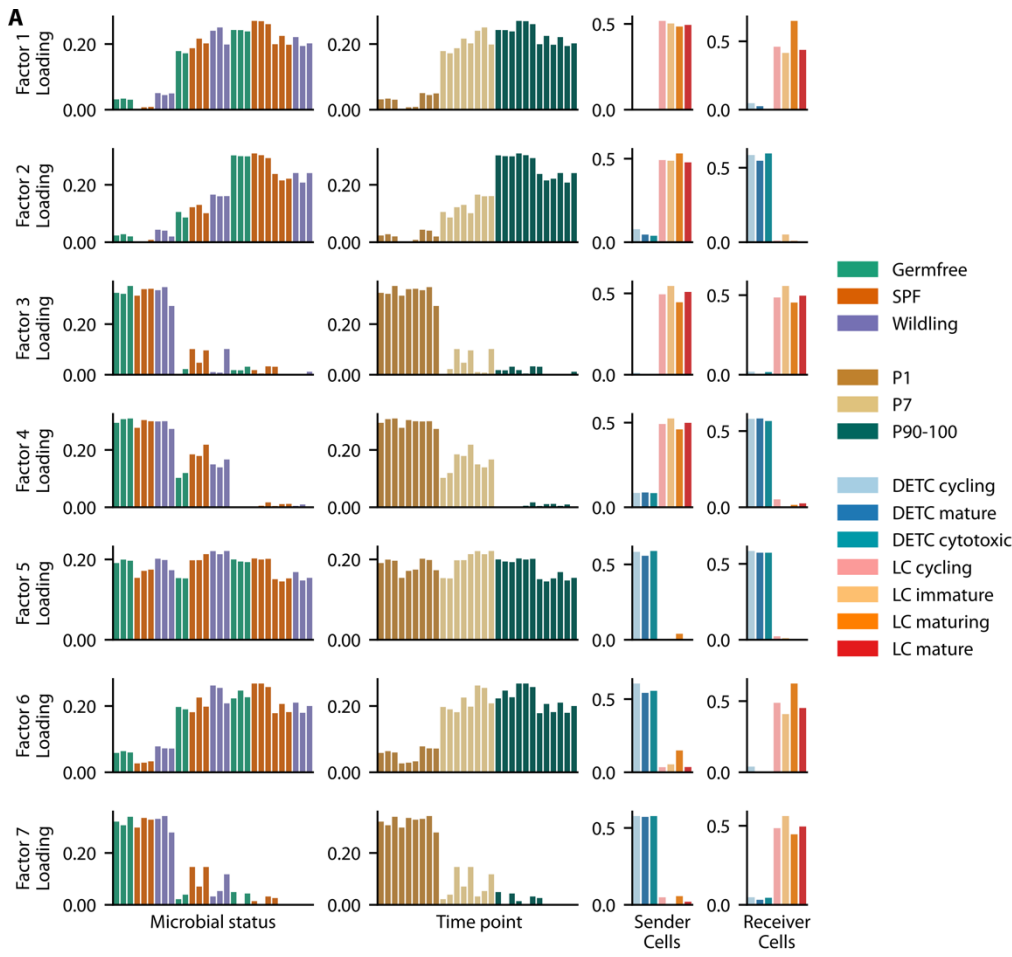 A
Factor 1
Loading
0.20
0.00
0.20
0.00
0.5
0.0
0.5
0.0
Factor 2
Loading
0.20
0.00
0.20
0.00
0.5
0.0
0.5
0.0
Factor 3
Loading
0.20
0.00
0.20
0.00
0.5
0.0
0.5
0.0
Factor 4
Loading
0.20
0.00
0.20
0.00
0.5
0.0
0.5
0.0
Factor 5
Loading
0.20
0.00
0.20
0.00
0.5
0.0
0.5
0.0
Factor 6
Loading
0.20
0.00
0.20
0.00
0.5
0.0
0.5
0.0
Factor 7
Loading
0.20
0.00
0.20
0.00
0.5
0.0
0.5
0.0
Microbial status
Time point
Sender
Cells
Receiver
Cells
Germfree
SPF
Wildling
P1
P7
P90-100
DETC cycling
DETC mature
DETC cytotoxic
LC cycling
LC immature
LC maturing
LC mature